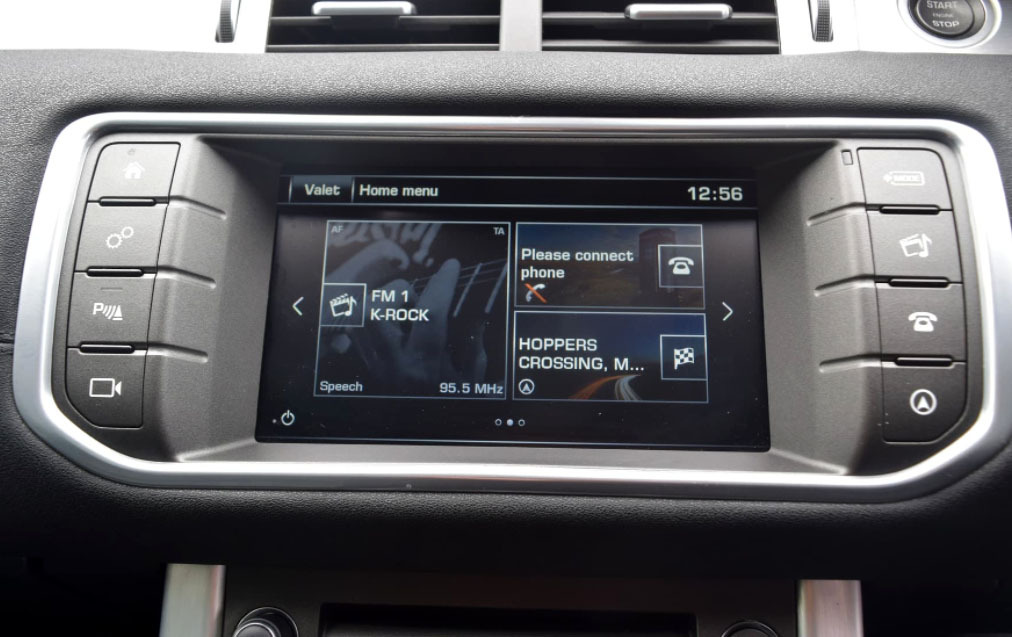 START
ENGINE
STOP
Valet Home menu 12:56
AF TA
FM 1
K-ROCK
Speech 95.5 MHz
Please connect
phone
HOPPERS
CROSSING, M...
MODE
P